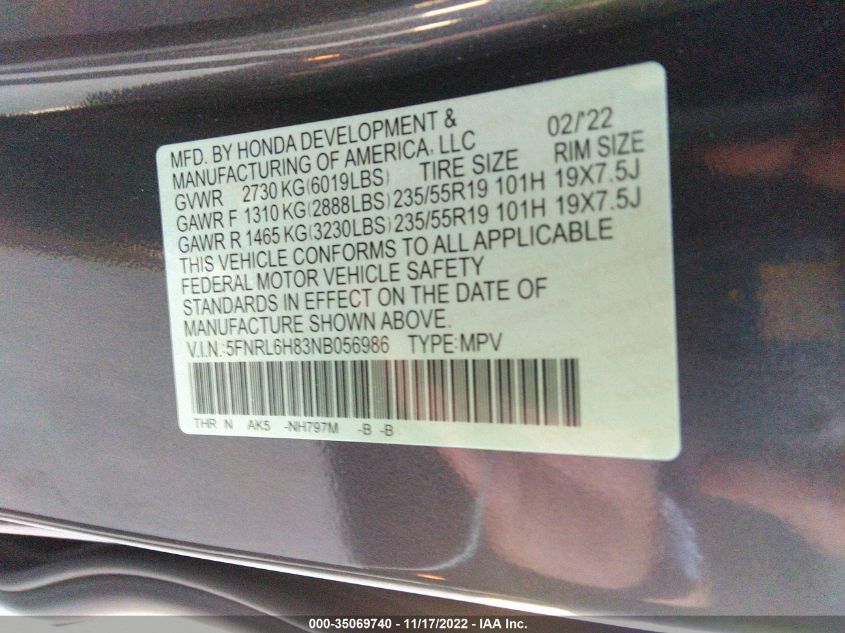 MFD. BY HONDA DEVELOPMENT & 02/'22
MANUFACTURING OF AMERICA, LLC
TIRE SIZE RIM SIZE
GVWR 2730 KG(6019LBS)
GAWR F 1310 KG(2888LBS) 235/55R19 101H 19X7.5J
GAWR R 1465 KG(3230LBS) 235/55R19 101H 19X7.5J
THIS VEHICLE CONFORMS TO ALL APPLICABLE
FEDERAL MOTOR VEHICLE SAFETY
STANDARDS IN EFFECT ON THE DATE OF
MANUFACTURE SHOWN ABOVE.
V.I.N.:5FNRL6H83NB056986 TYPE:MPV
THR N AK5 -NH797M -B -B
000-35069740 - 11/17/2022 - IAA Inc.